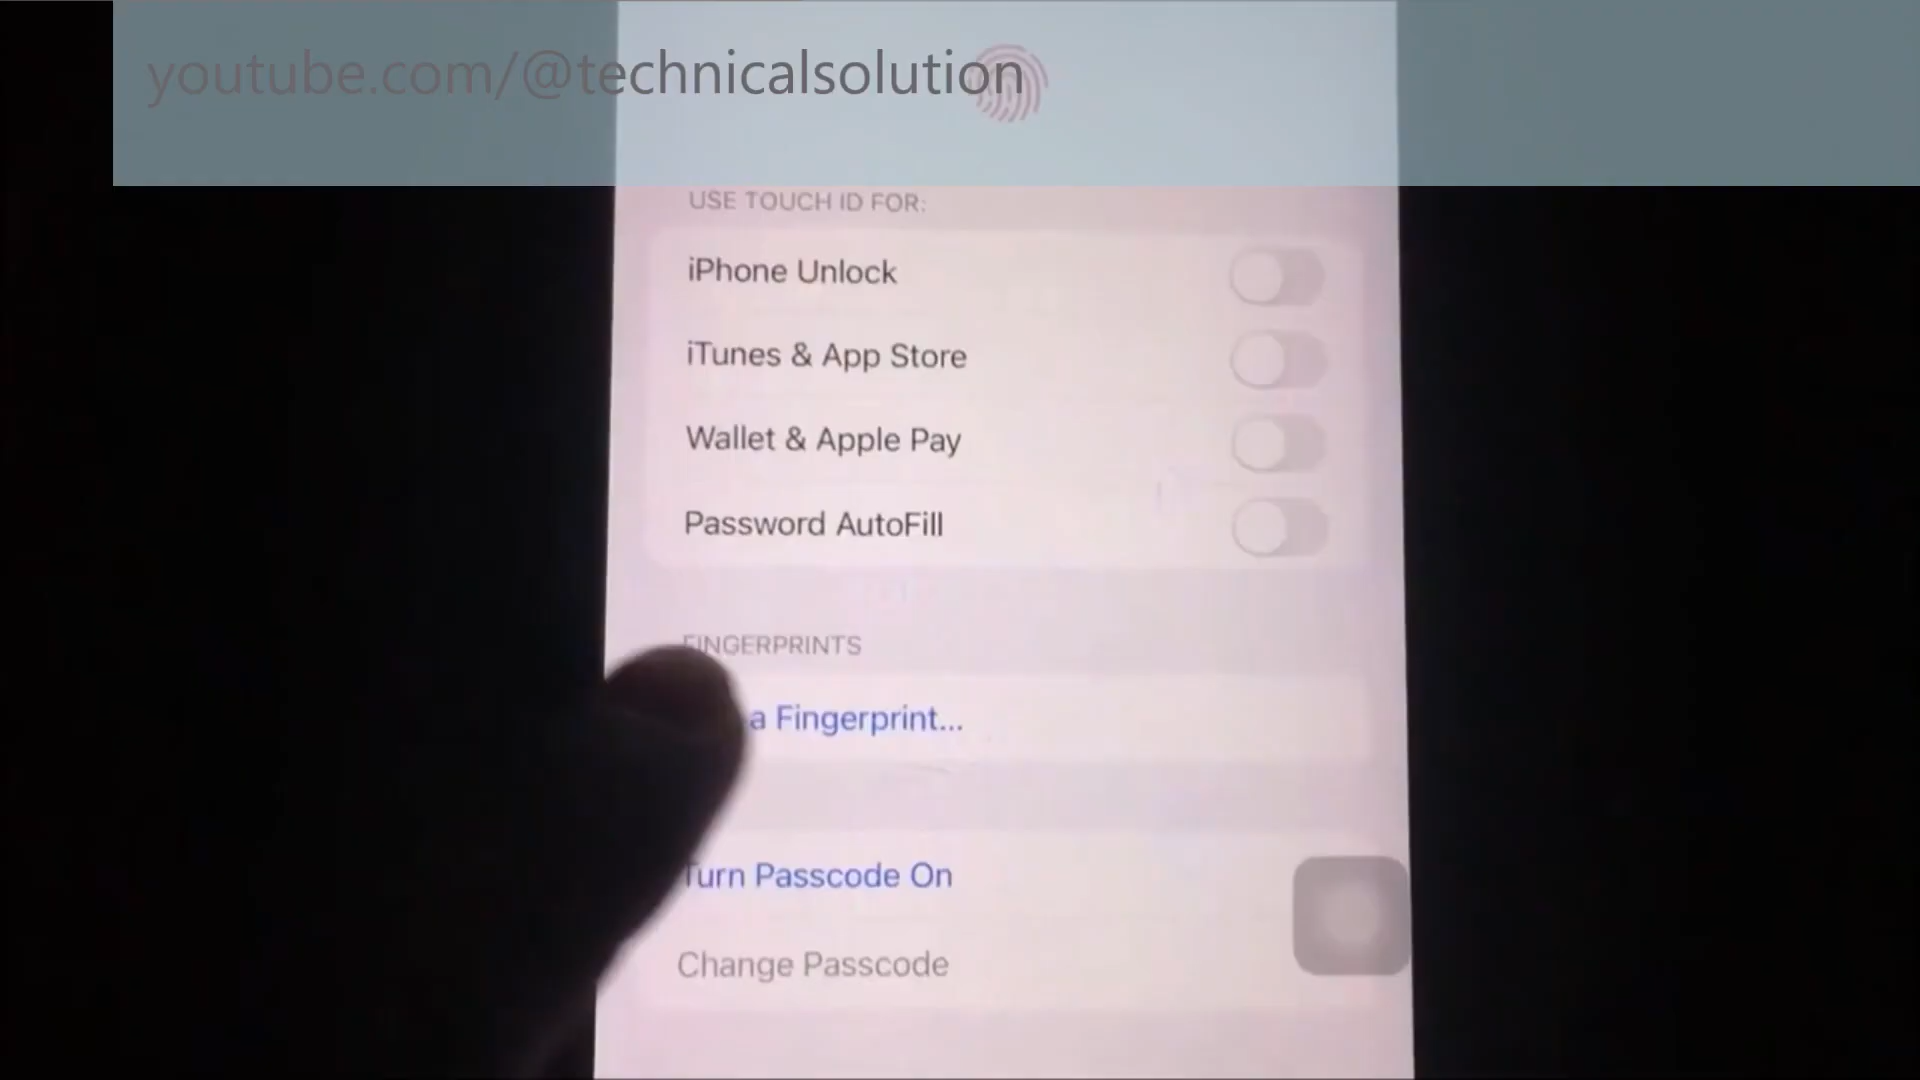 youtube.com/@technicalsolution
USE TOUCH ID FOR:
iPhone Unlock
iTunes & App Store
Wallet & Apple Pay
Password AutoFill
FINGERPRINTS
a Fingerprint...
Turn Passcode On
Change Passcode